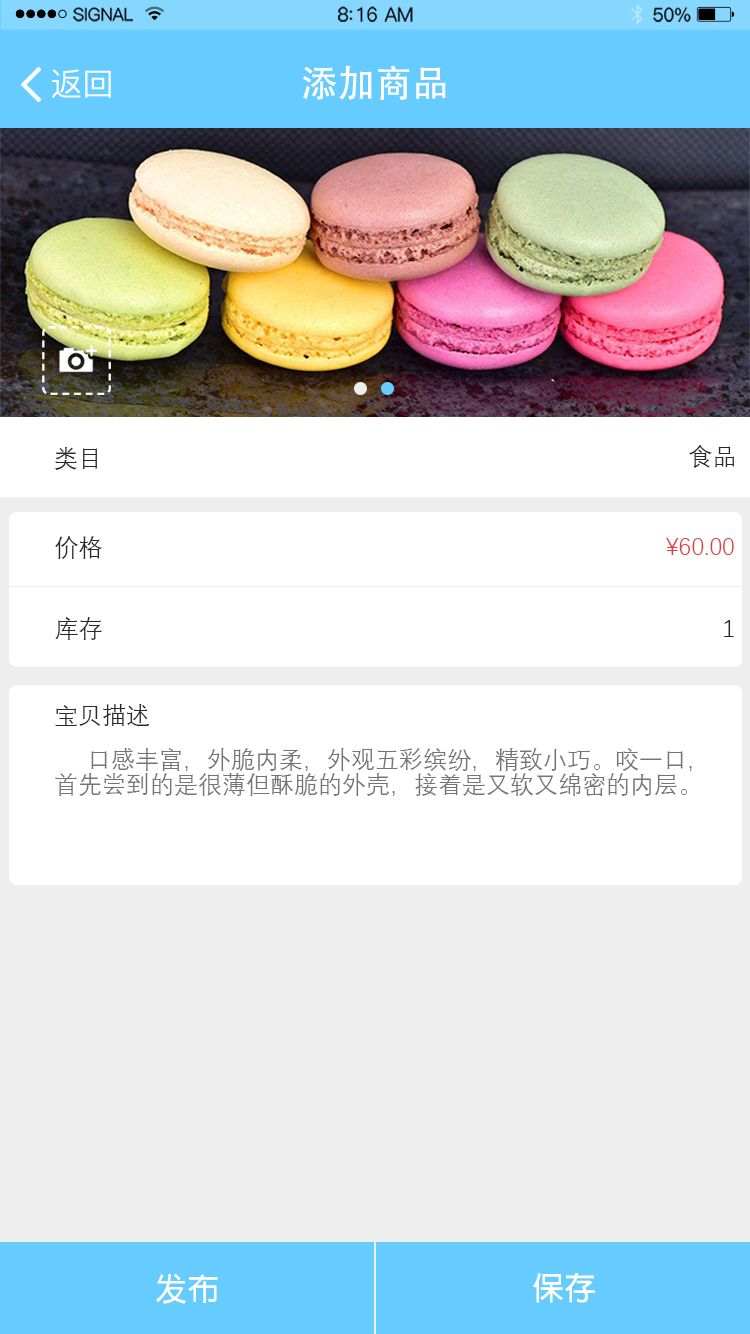 SIGNAL 8:16 AM 50%
返回 添加商品
类目 食品
价格 ¥60.00
库存 1
宝贝描述
口感丰富，外脆内柔，外观五彩缤纷，精致小巧。咬一口，
首先尝到的是很薄但酥脆的外壳，接着是又软又绵密的内层。
发布 保存